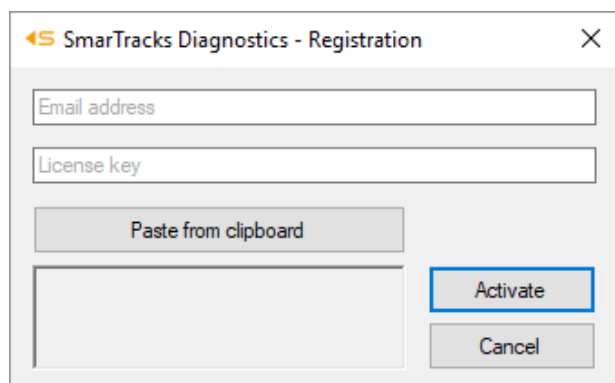 SmarTracks Diagnostics - Registration
Email address
License key
Paste from clipboard
Activate
Cancel